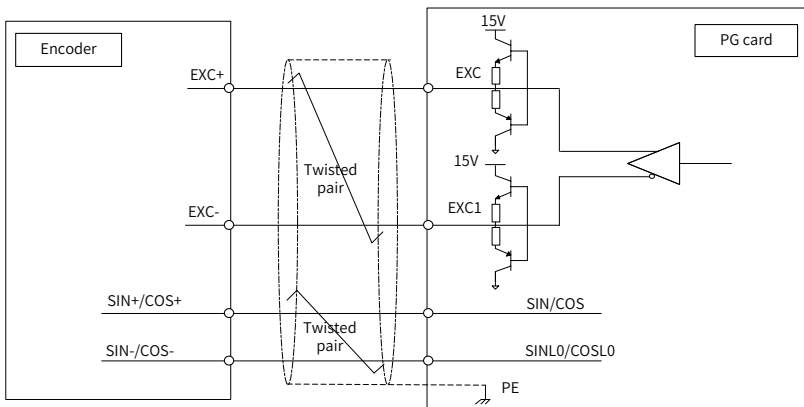 15V
Encoder
PG card
EXC+
EXC
Twisted
pair
15V
EXC-
EXC1
SIN+/COS+
SIN/COS
Twisted
pair
SIN-/COS-
SINL0/COSL0
PE